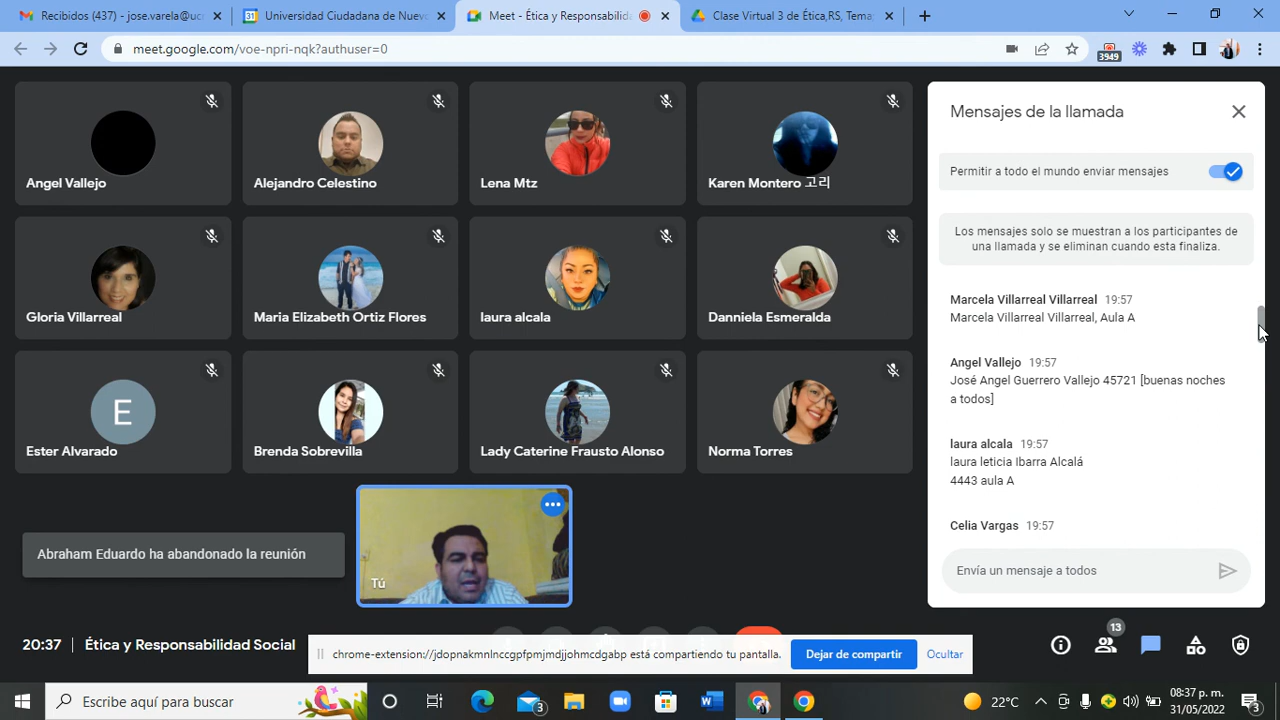 Recibidos (437) - jose.varela@ucr
Universidad Ciudadana de Nuevo
Meet - Ética y Responsabilida
Clase Virtual 3 de Ética,RS, Tema:
meet.google.com/voe-npri-nqk?authuser=0
3949
Angel Vallejo
Alejandro Celestino
Lena Mtz
Karen Montero 고리
Gloria Villarreal
Maria Elizabeth Ortiz Flores
laura alcala
Danniela Esmeralda
E
Ester Alvarado
Brenda Sobrevilla
Lady Caterine Frausto Alonso
Norma Torres
Abraham Eduardo ha abandonado la reunión
Tú
Mensajes de la llamada
Permitir a todo el mundo enviar mensajes
Los mensajes solo se muestran a los participantes de
una llamada y se eliminan cuando esta finaliza.
Marcela Villarreal Villarreal 19:57
Marcela Villarreal Villarreal, Aula A
Angel Vallejo 19:57
José Angel Guerrero Vallejo 45721 [buenas noches
a todos]
laura alcala 19:57
laura leticia Ibarra Alcalá
4443 aula A
Celia Vargas 19:57
Envía un mensaje a todos
20:37 | Ética y Responsabilidad Social
chrome-extension://jdopnakmnlnccgpfpmjmdjjohmcdgabp está compartiendo tu pantalla.
Dejar de compartir
Ocultar
13
Escribe aquí para buscar
3
22°C
08:37 p. m.
31/05/2022
3